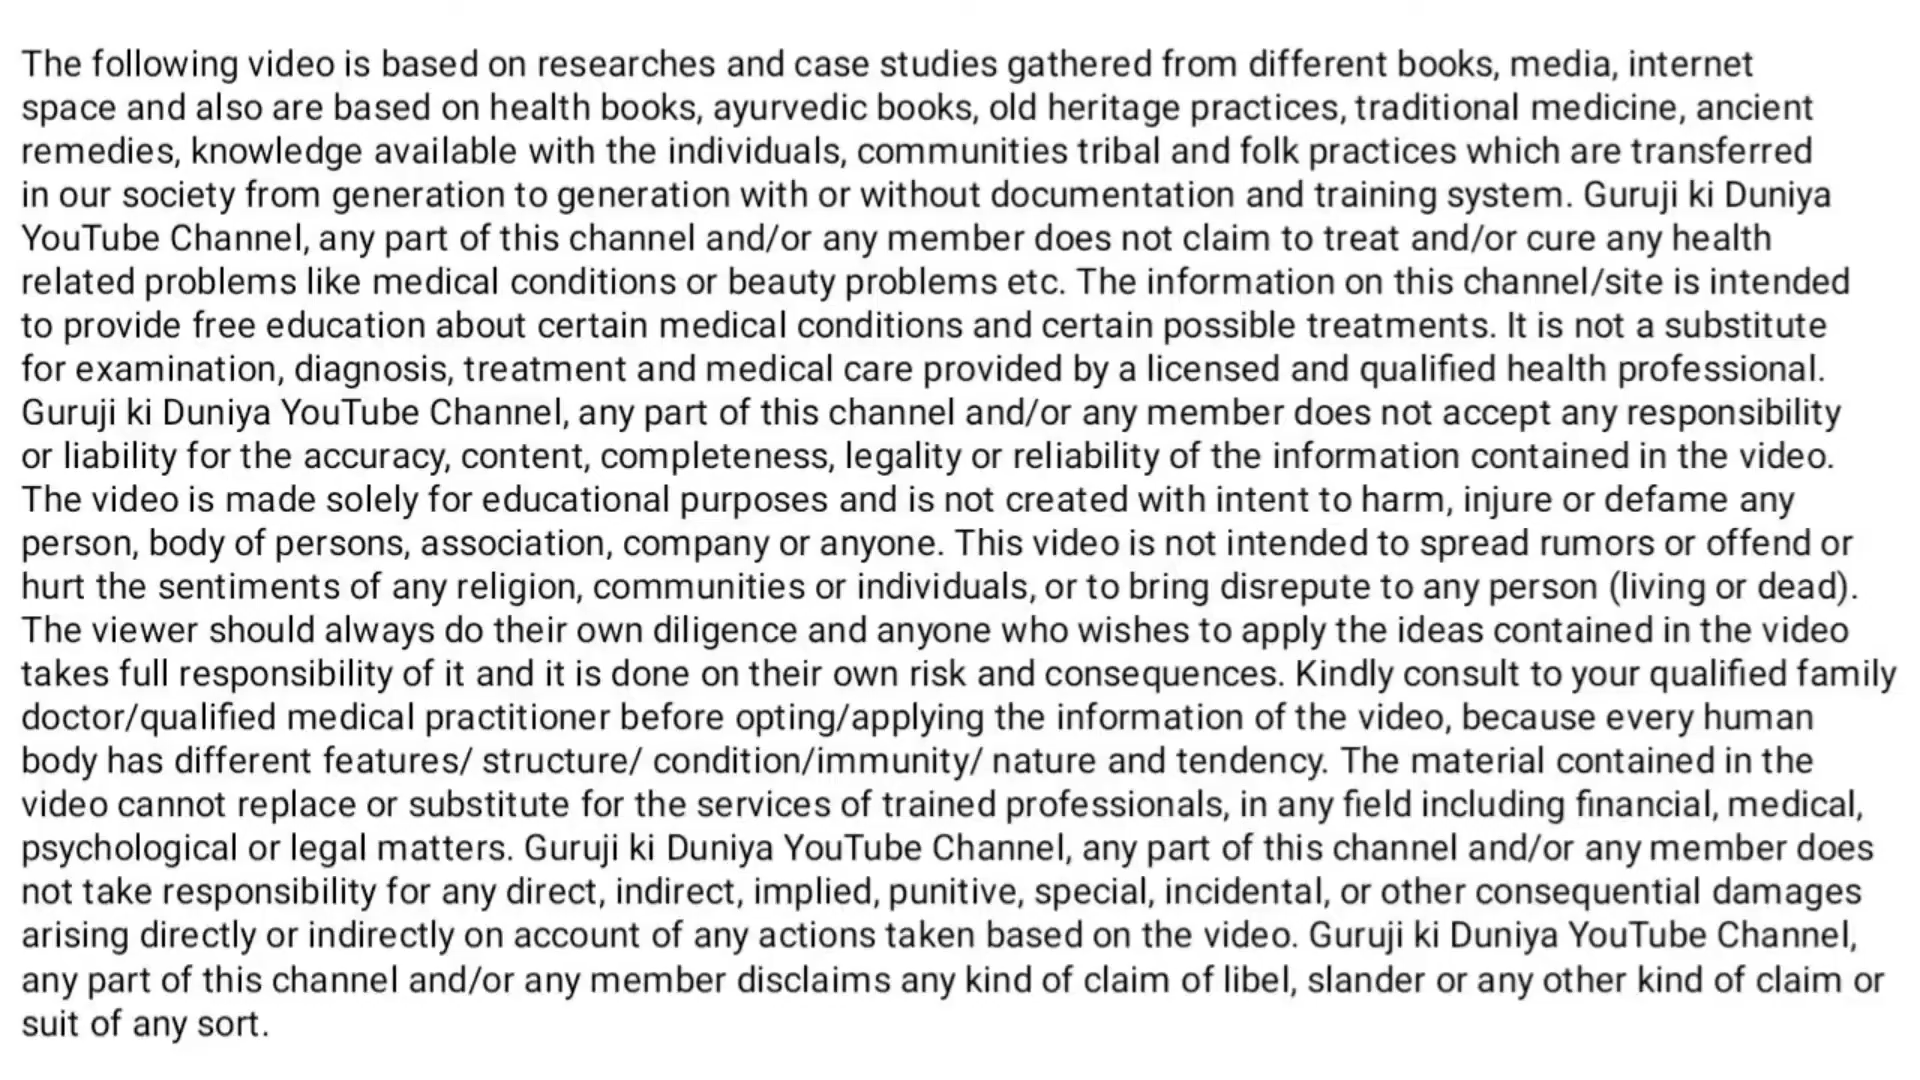 The following video is based on researches and case studies gathered from different books, media, internet
space and also are based on health books, ayurvedic books, old heritage practices, traditional medicine, ancient
remedies, knowledge available with the individuals, communities tribal and folk practices which are transferred
in our society from generation to generation with or without documentation and training system. Guruji ki Duniya
YouTube Channel, any part of this channel and/or any member does not claim to treat and/or cure any health
related problems like medical conditions or beauty problems etc. The information on this channel/site is intended
to provide free education about certain medical conditions and certain possible treatments. It is not a substitute
for examination, diagnosis, treatment and medical care provided by a licensed and qualified health professional.
Guruji ki Duniya YouTube Channel, any part of this channel and/or any member does not accept any responsibility
or liability for the accuracy, content, completeness, legality or reliability of the information contained in the video.
The video is made solely for educational purposes and is not created with intent to harm, injure or defame any
person, body of persons, association, company or anyone. This video is not intended to spread rumors or offend or
hurt the sentiments of any religion, communities or individuals, or to bring disrepute to any person (living or dead).
The viewer should always do their own diligence and anyone who wishes to apply the ideas contained in the video
takes full responsibility of it and it is done on their own risk and consequences. Kindly consult to your qualified family
doctor/qualified medical practitioner before opting/applying the information of the video, because every human
body has different features/ structure/ condition/immunity/ nature and tendency. The material contained in the
video cannot replace or substitute for the services of trained professionals, in any field including financial, medical,
psychological or legal matters. Guruji ki Duniya YouTube Channel, any part of this channel and/or any member does
not take responsibility for any direct, indirect, implied, punitive, special, incidental, or other consequential damages
arising directly or indirectly on account of any actions taken based on the video. Guruji ki Duniya YouTube Channel,
any part of this channel and/or any member disclaims any kind of claim of libel, slander or any other kind of claim or
suit of any sort.